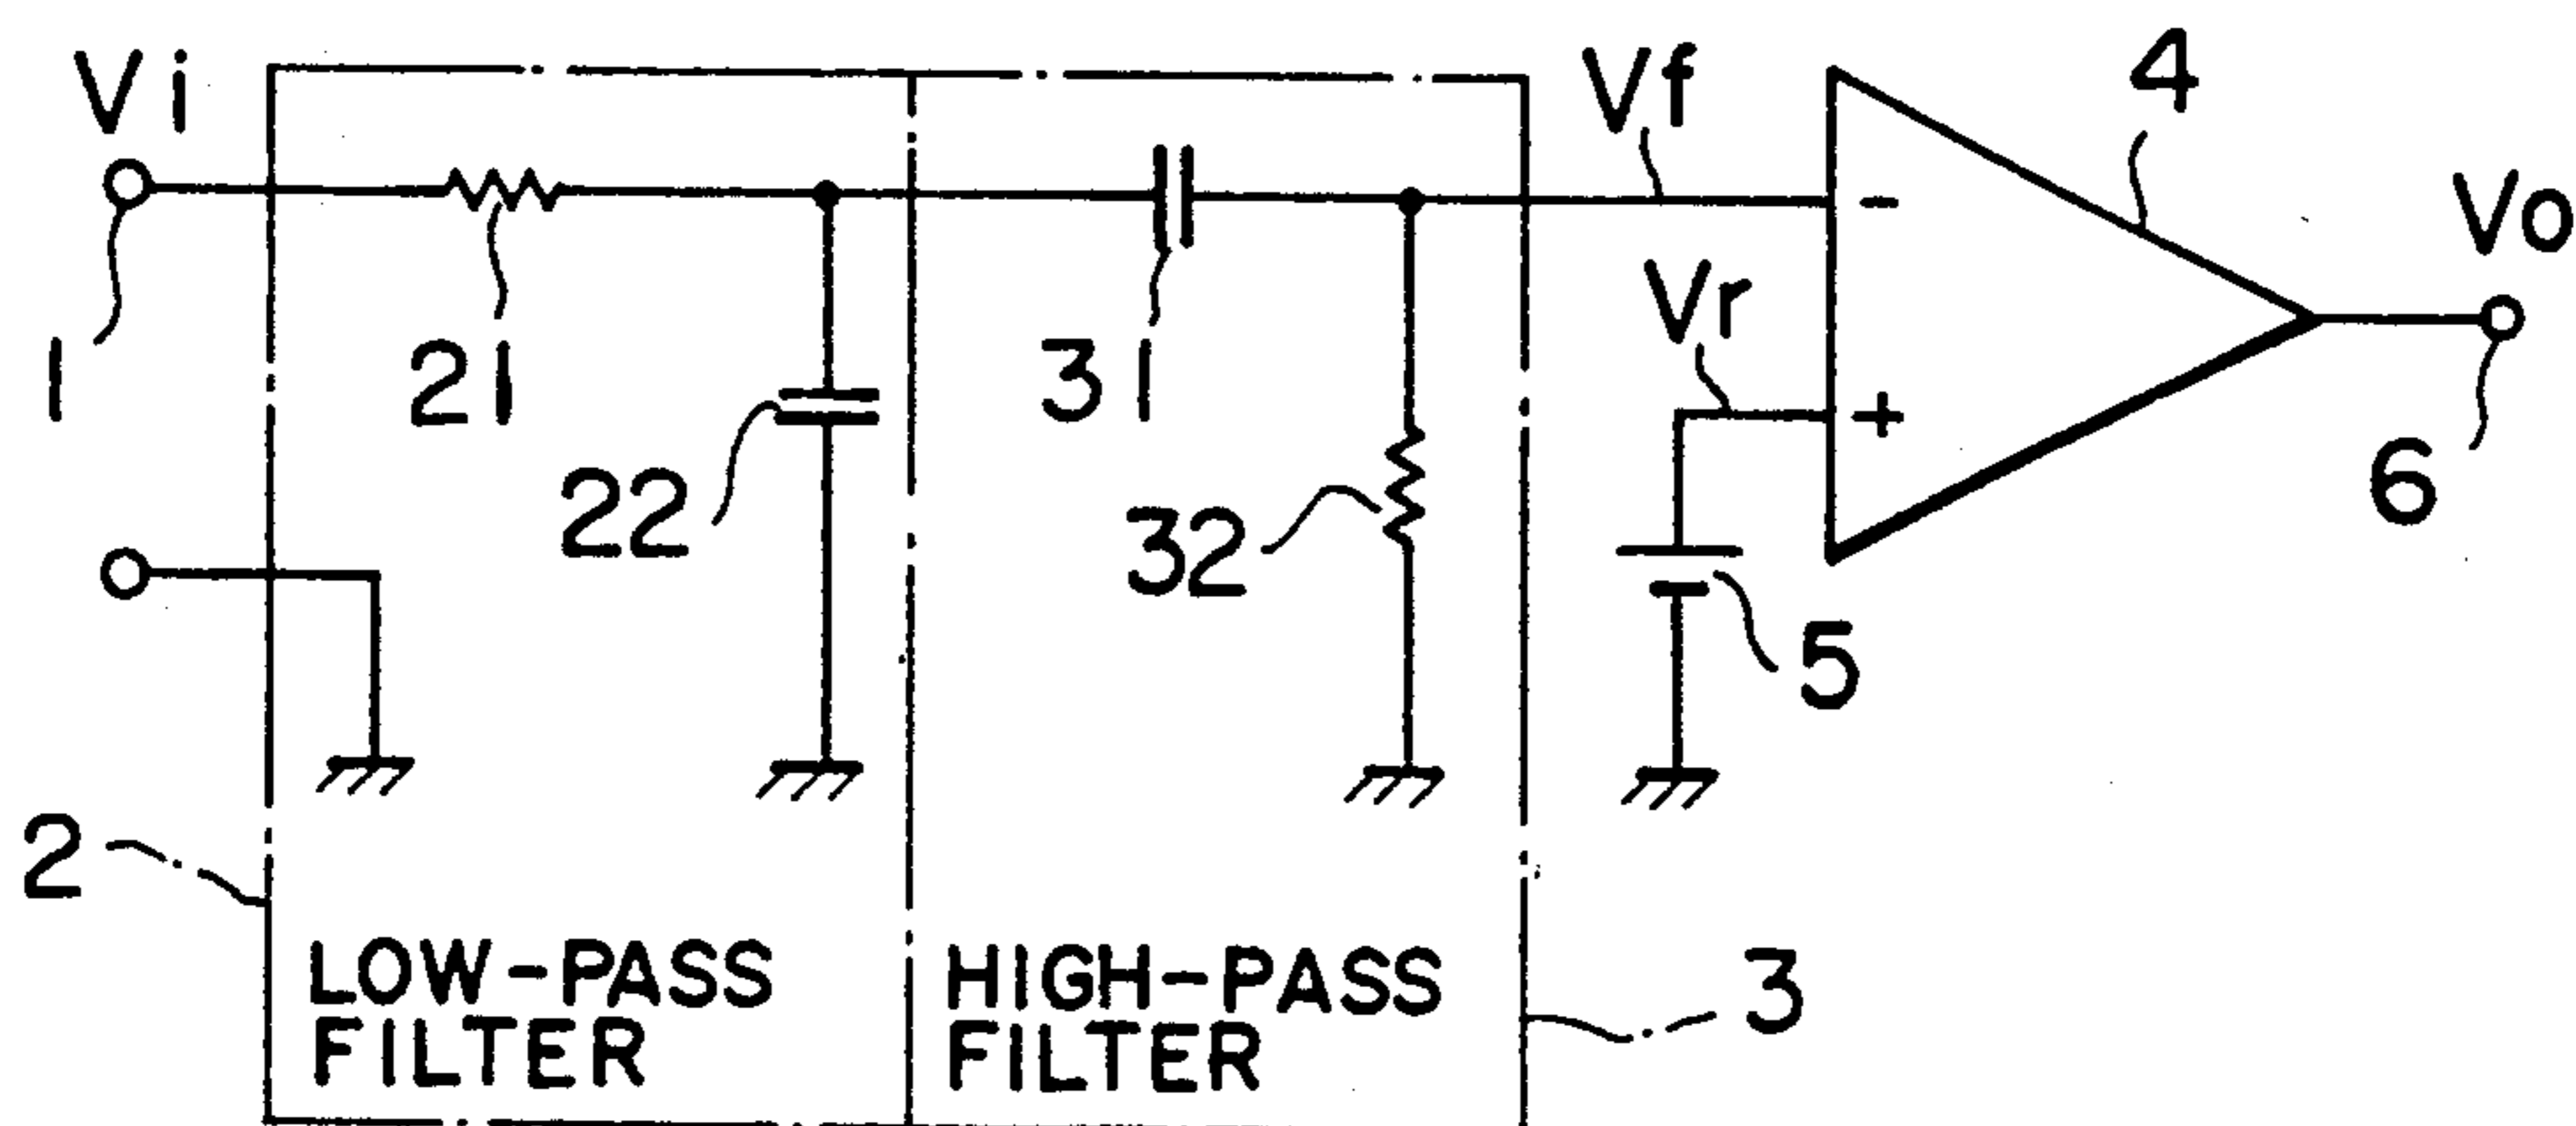 Vi
Vf
4
Vo
1
21
22
31
32
Vr
-
+
5
6
2
LOW-PASS
FILTER
HIGH-PASS
FILTER
3